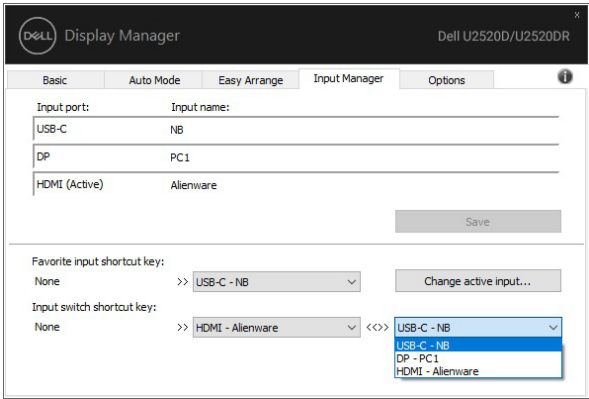 x
DELL Display Manager Dell U2520D/U2520DR
Basic Auto Mode Easy Arrange Input Manager Options i
Input port: Input name:
USB-C NB
DP PC1
HDMI (Active) Alienware
Save
Favorite input shortcut key:
None >> USB-C - NB Change active input...
Input switch shortcut key:
None >> HDMI - Alienware <<>> USB-C - NB
USB-C - NB
DP - PC1
HDMI - Alienware